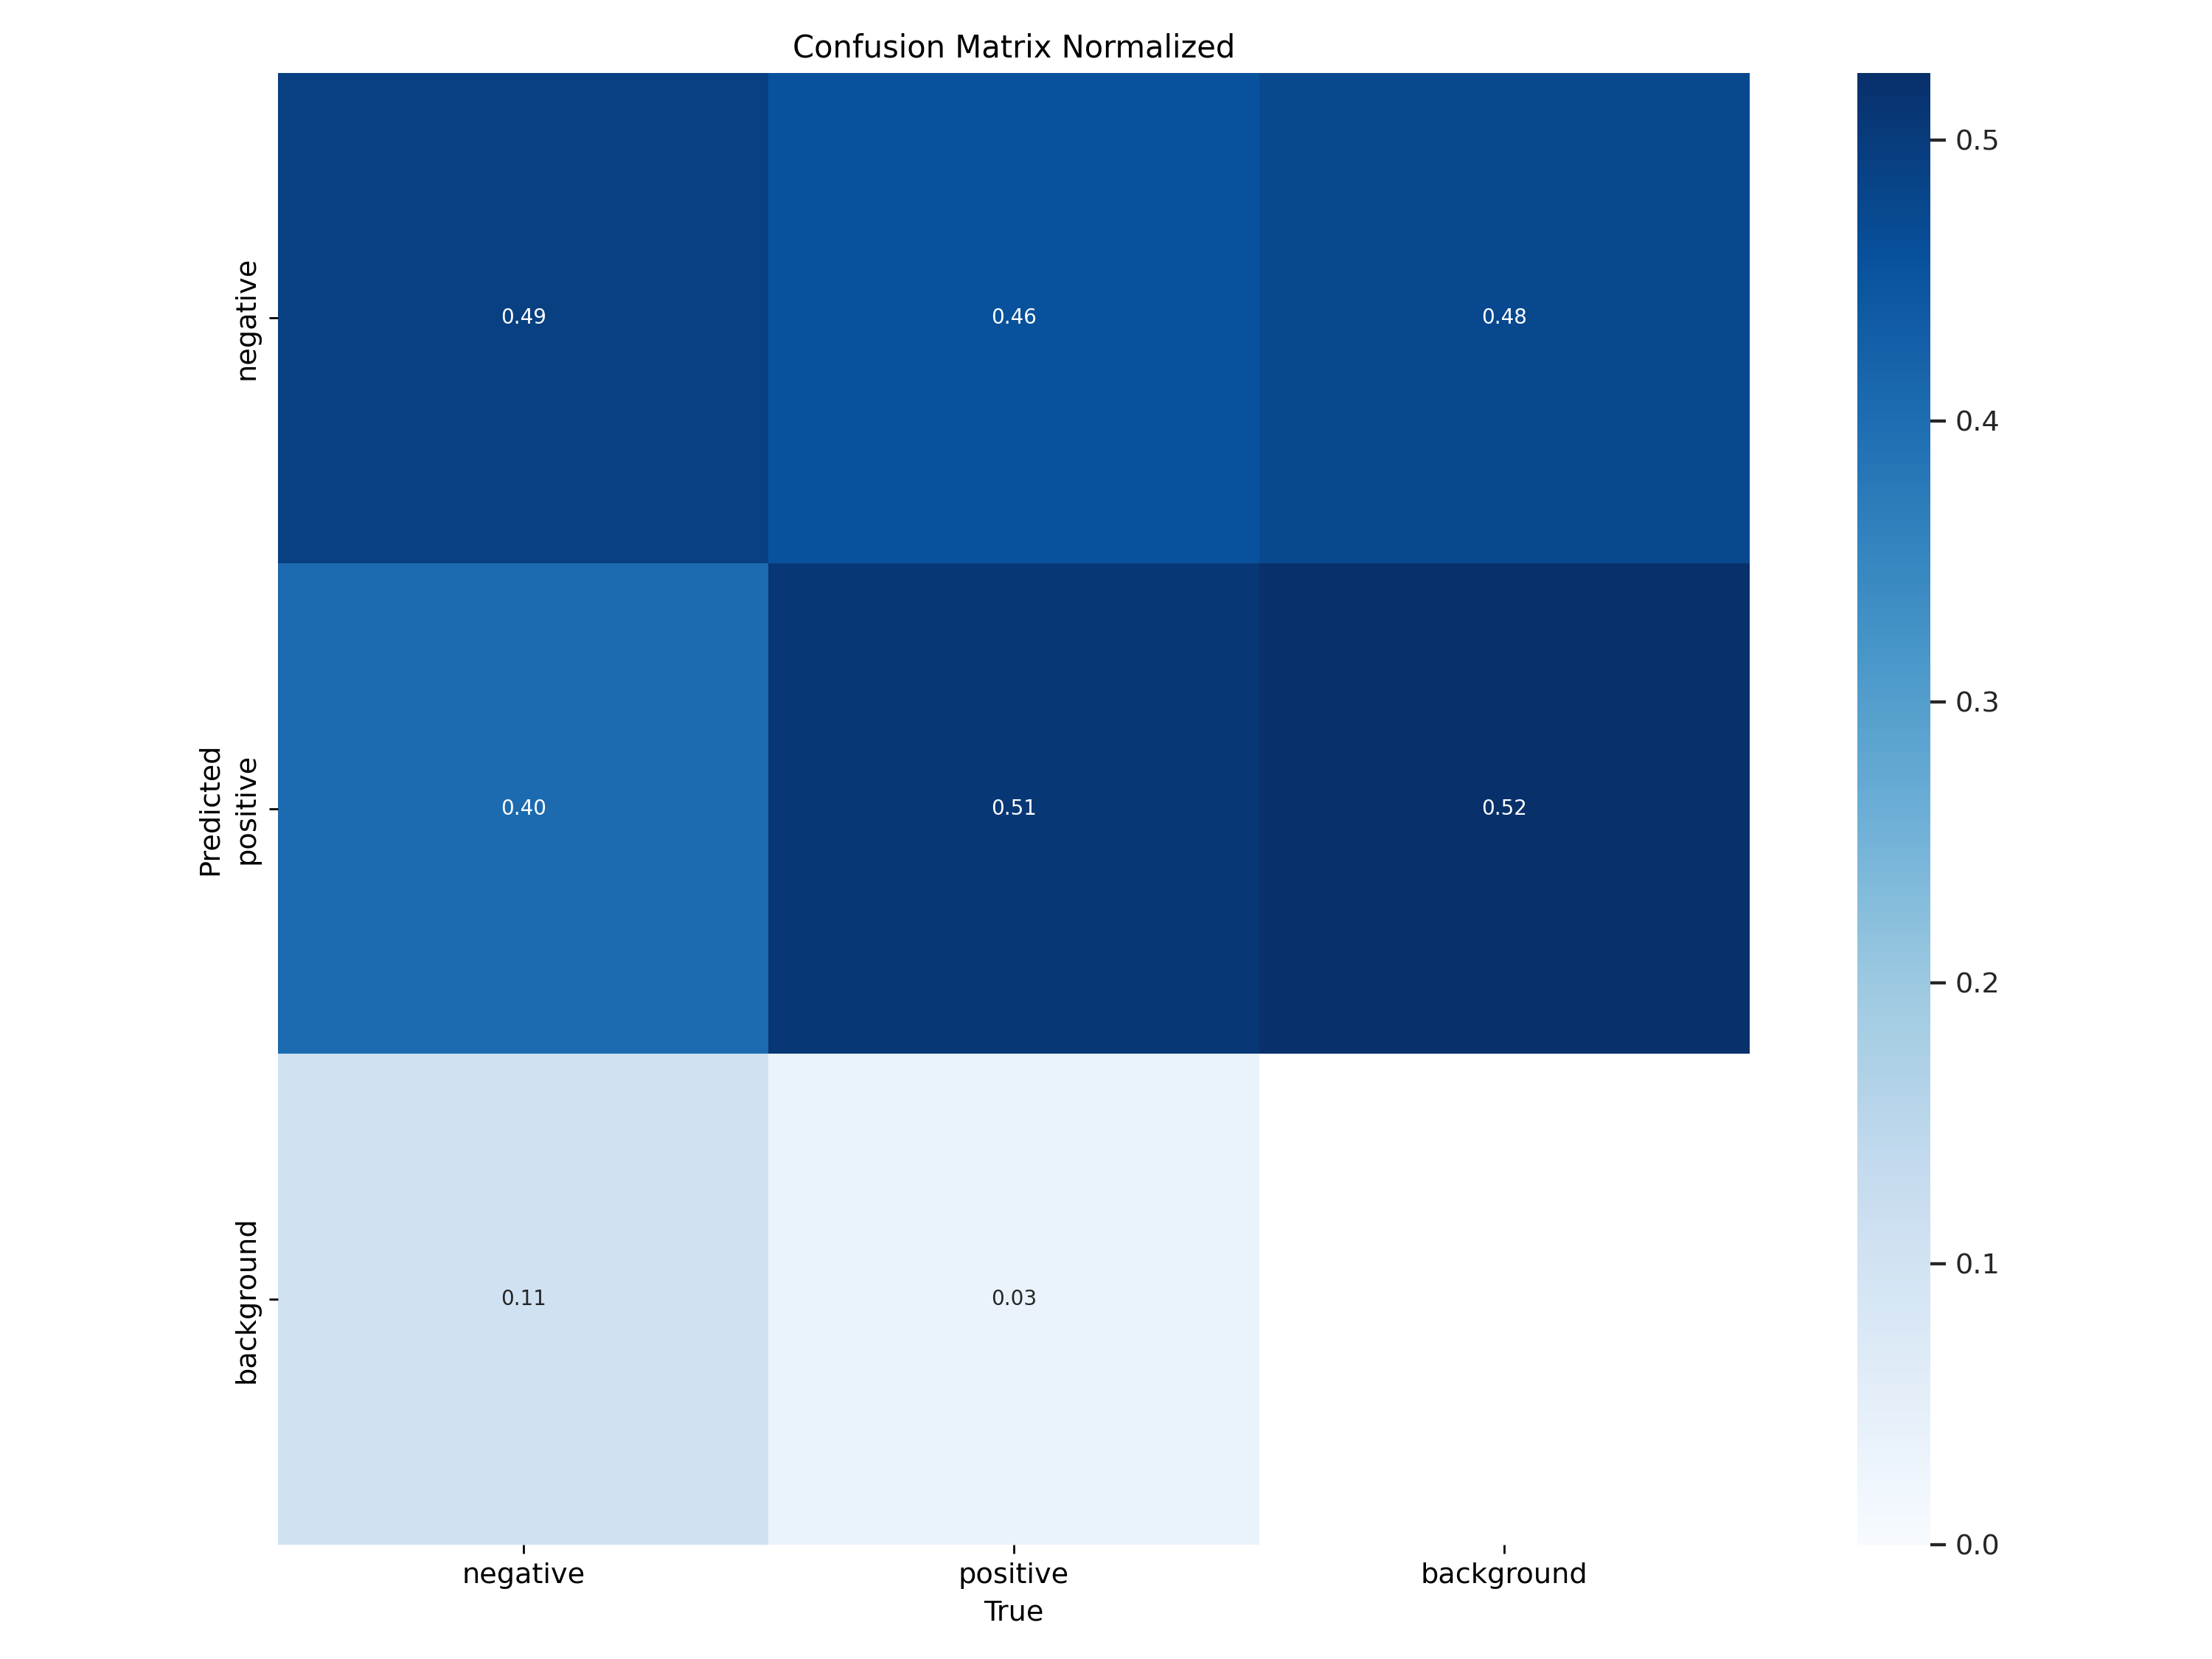 Confusion Matrix Normalized
negative
0.49 0.46 0.48
Predicted
positive
0.40 0.51 0.52
background
0.11 0.03
negative positive background
True
0.5
0.4
0.3
0.2
0.1
0.0